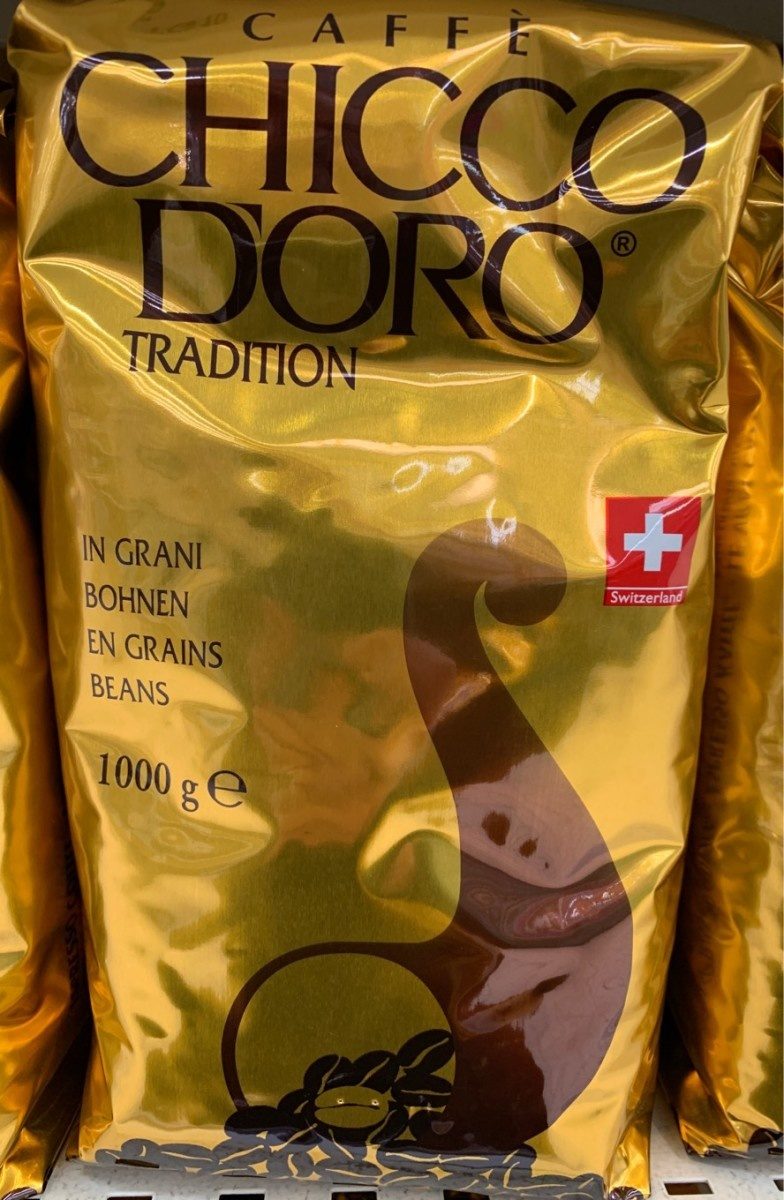 CAFFÈ
CHICCO
D'ORO®
TRADITION
IN GRANI
BOHNEN
EN GRAINS
BEANS
1000 g ℮
Switzerland